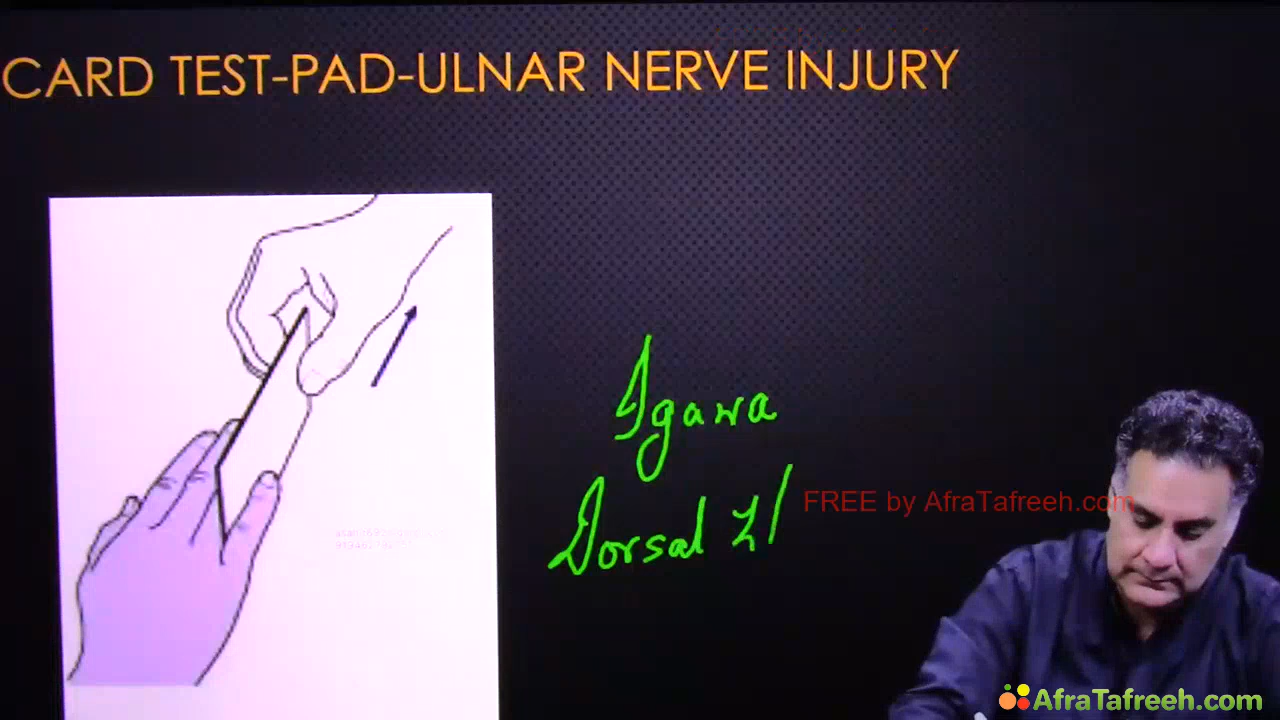 CARD TEST-PAD-ULNAR NERVE INJURY
Igawa
Dorsal
FREE by AfraTafreeh.com
AfraTafreeh.com